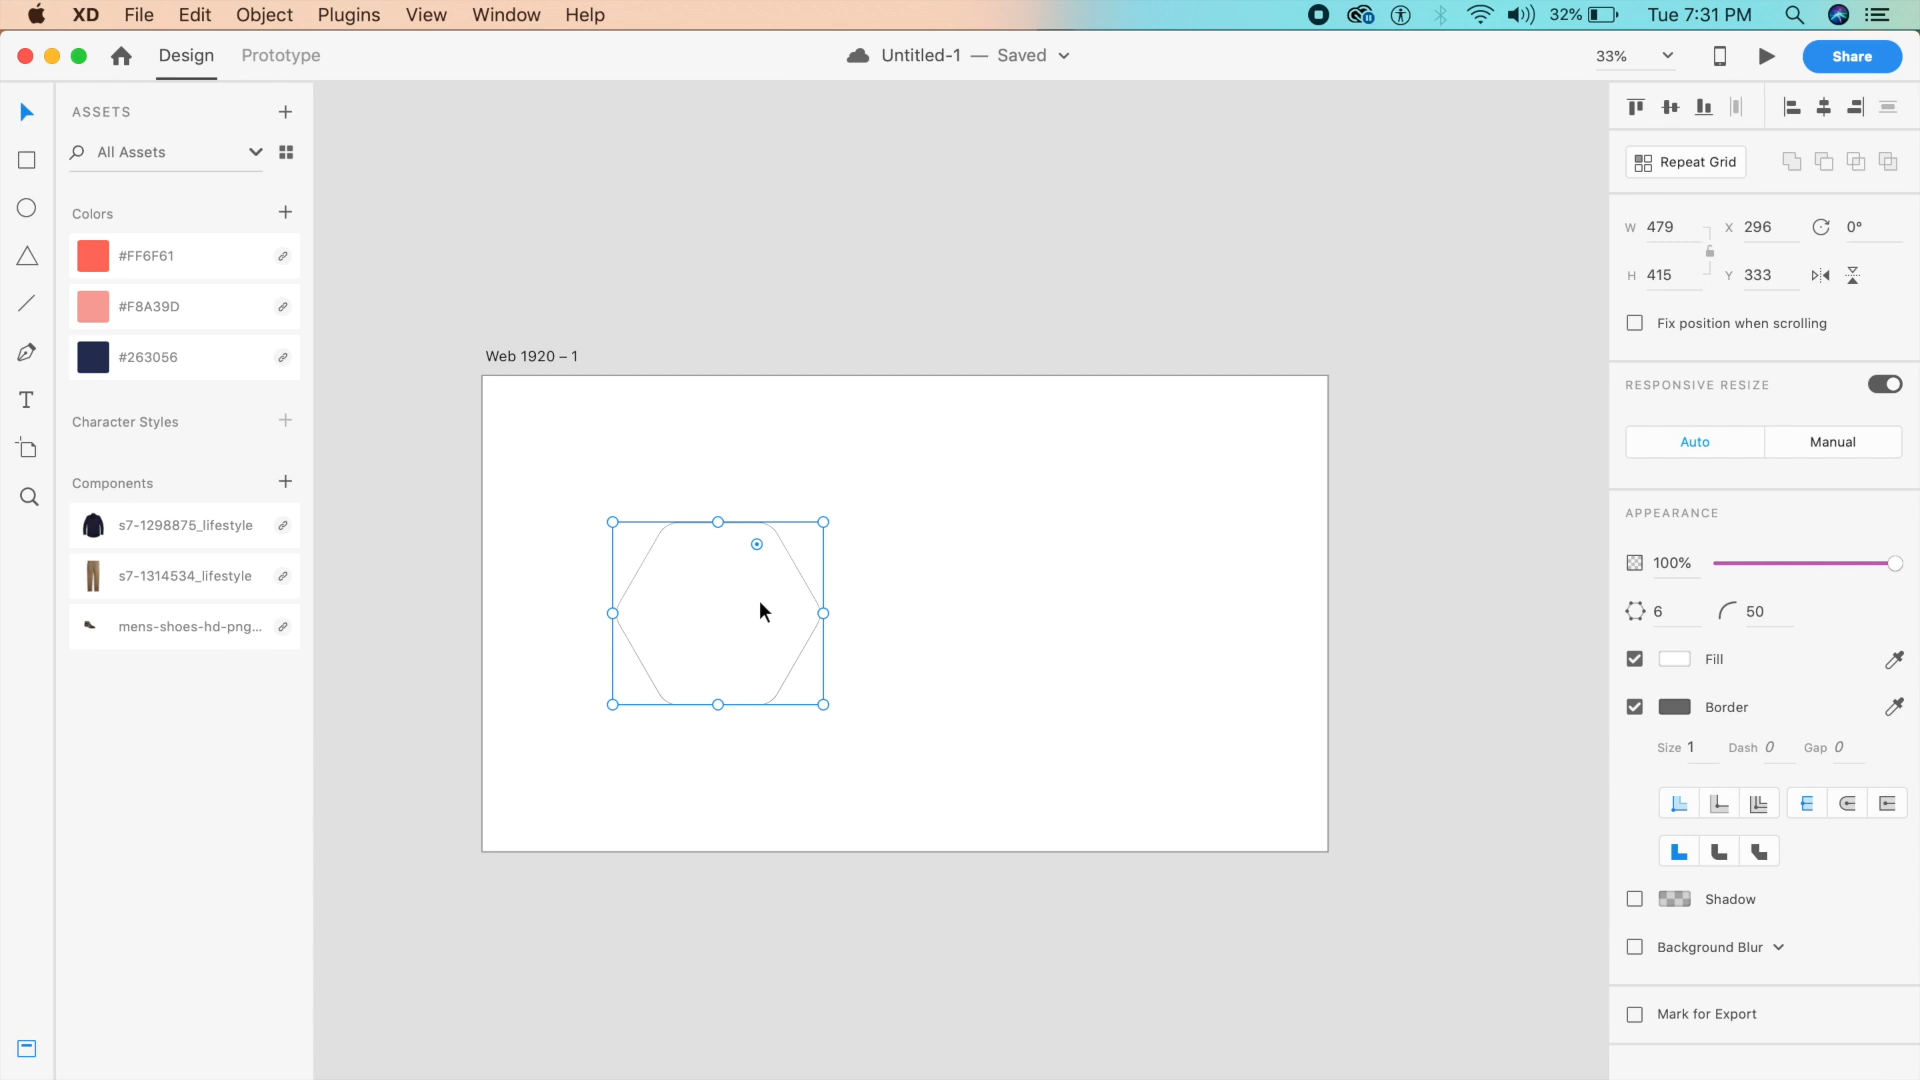 XD File Edit Object Plugins View Window Help
32% Tue 7:31 PM
Design Prototype
Untitled-1 — Saved
33%
Share
ASSETS
All Assets
Colors
#FF6F61
#F8A39D
#263056
Character Styles
Components
s7-1298875_lifestyle
s7-1314534_lifestyle
mens-shoes-hd-png...
Web 1920 – 1
Repeat Grid
W 479 X 296 0°
H 415 Y 333
Fix position when scrolling
RESPONSIVE RESIZE
Auto Manual
APPEARANCE
100%
6 50
Fill
Border
Size 1 Dash 0 Gap 0
Shadow
Background Blur
Mark for Export